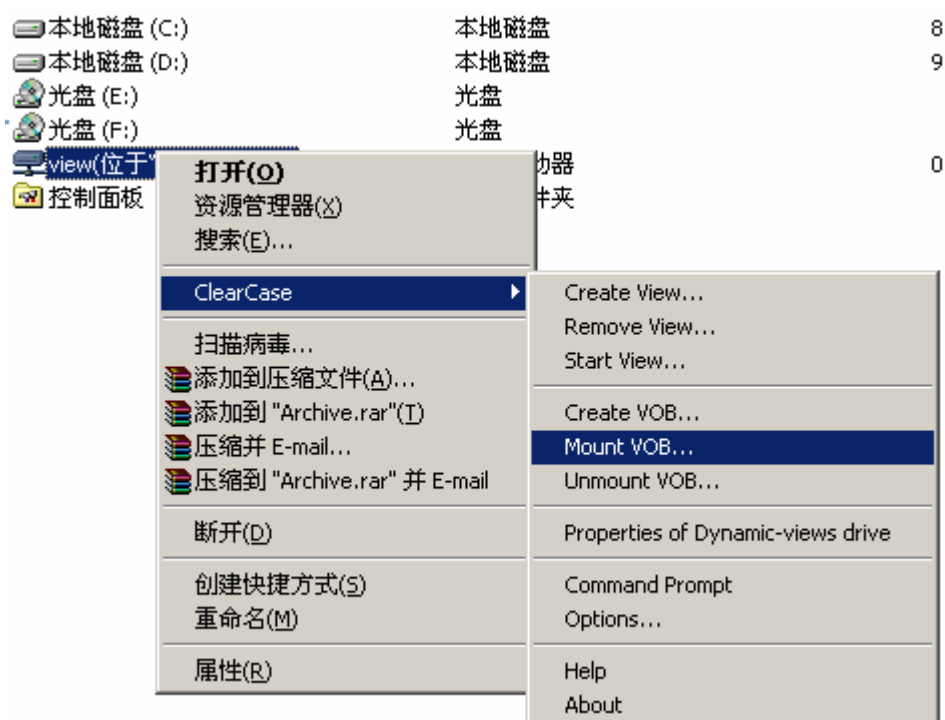 本地磁盘 (C:) 本地磁盘 8
本地磁盘 (D:) 本地磁盘 9
光盘 (E:) 光盘
光盘 (F:) 光盘
view(位于" 动器 0
控制面板 件夹
打开(O)
资源管理器(X)
搜索(E)...
ClearCase
扫描病毒...
添加到压缩文件(A)...
添加到 "Archive.rar"(T)
压缩并 E-mail...
压缩到 "Archive.rar" 并 E-mail
断开(D)
创建快捷方式(S)
重命名(M)
属性(R)
Create View...
Remove View...
Start View...
Create VOB...
Mount VOB...
Unmount VOB...
Properties of Dynamic-views drive
Command Prompt
Options...
Help
About